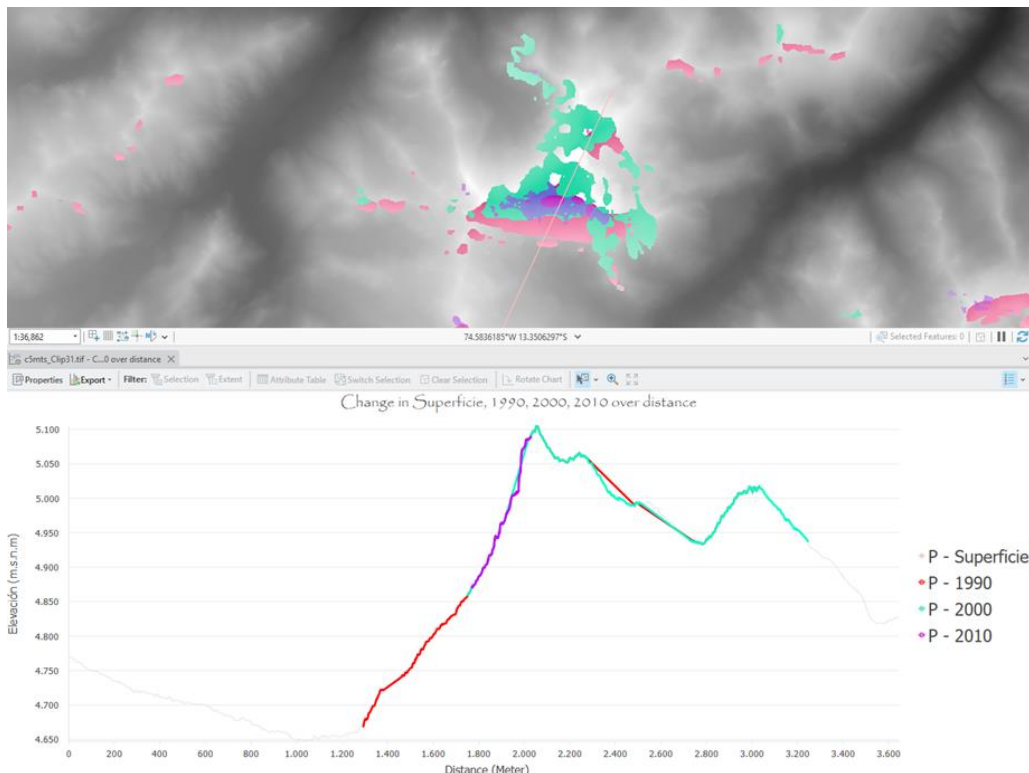 1:36,862
74.5836185°W 13.3506297°S
Selected Features: 0
c5mts_Clip31.tif - C...0 over distance
Properties Export Filter: Selection Extent Attribute Table Switch Selection Clear Selection Rotate Chart
Change in Superficie, 1990, 2000, 2010 over distance
Elevación (m.s.n.m)
5.100
5.050
5.000
4.950
4.900
4.850
4.800
4.750
4.700
4.650
P - Superficie
P - 1990
P - 2000
P - 2010
0 200 400 600 800 1.000 1.200 1.400 1.600 1.800 2.000 2.200 2.400 2.600 2.800 3.000 3.200 3.400 3.600
Distance (Meter)